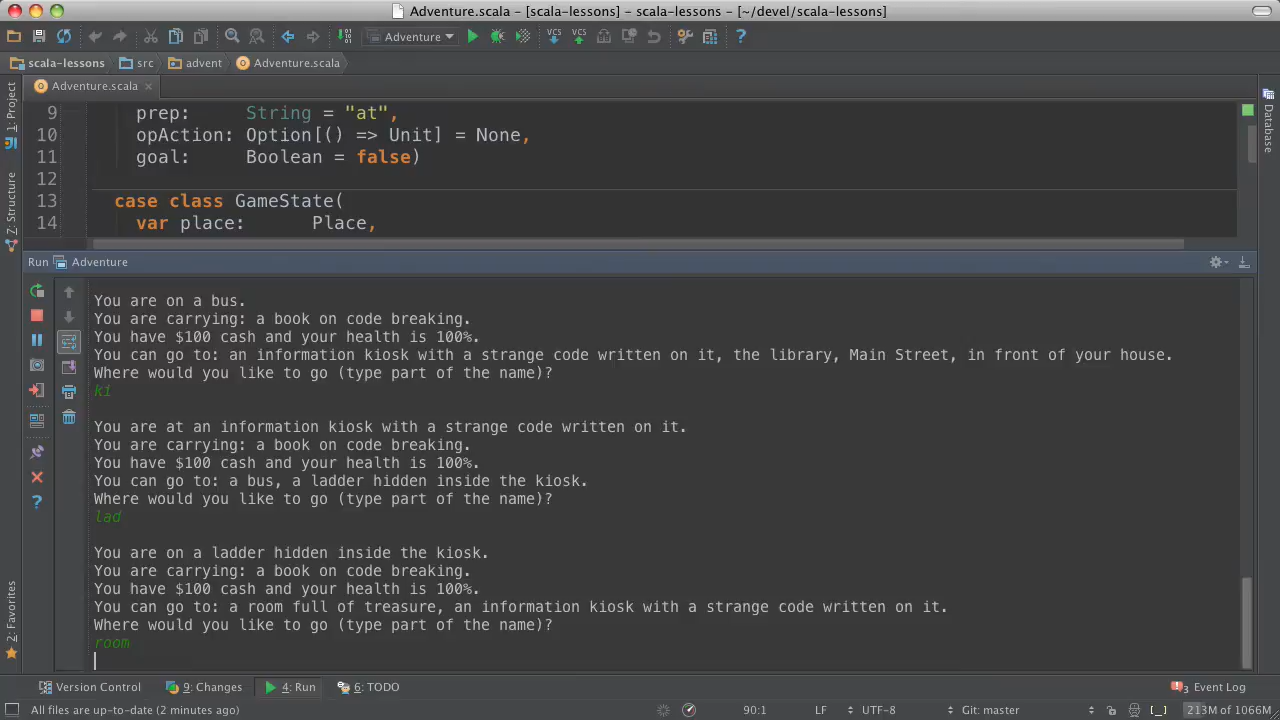 Adventure.scala - [scala-lessons] - scala-lessons - [~/devel/scala-lessons]
Adventure
VCS VCS
?
scala-lessons src advent Adventure.scala
1: Project
Adventure.scala
Database
9 prep: String = "at",
10 opAction: Option[() => Unit] = None,
11 goal: Boolean = false)
12
13 case class GameState(
14 var place: Place,
Z: Structure
Run Adventure
You are on a bus.
You are carrying: a book on code breaking.
You have $100 cash and your health is 100%.
You can go to: an information kiosk with a strange code written on it, the library, Main Street, in front of your house.
Where would you like to go (type part of the name)?
ki
You are at an information kiosk with a strange code written on it.
You are carrying: a book on code breaking.
You have $100 cash and your health is 100%.
You can go to: a bus, a ladder hidden inside the kiosk.
Where would you like to go (type part of the name)?
lad
You are on a ladder hidden inside the kiosk.
You are carrying: a book on code breaking.
You have $100 cash and your health is 100%.
You can go to: a room full of treasure, an information kiosk with a strange code written on it.
Where would you like to go (type part of the name)?
room
2: Favorites
Version Control 9: Changes 4: Run 6: TODO 3 Event Log
All files are up-to-date (2 minutes ago) 90:1 LF UTF-8 Git: master 213M of 1066M